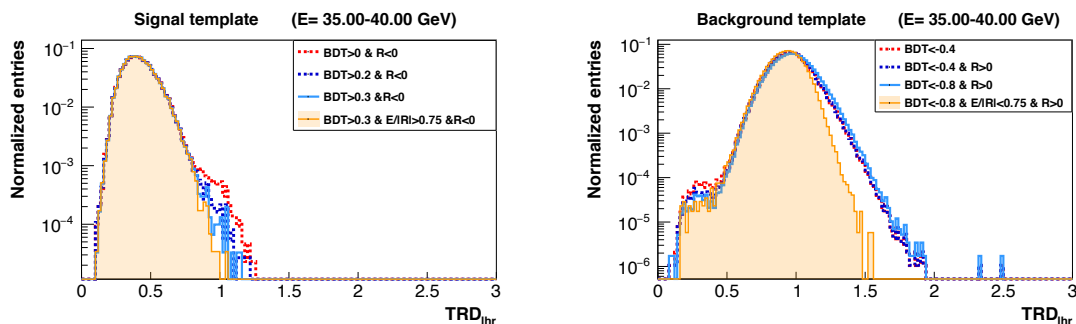 Signal template (E= 35.00-40.00 GeV)
Normalized entries
10⁻¹
10⁻²
10⁻³
10⁻⁴
BDT>0 & R<0
BDT>0.2 & R<0
BDT>0.3 &R<0
BDT>0.3 & E/IRI>0.75 &R<0
0 0.5 1 1.5 2 2.5 3
TRD_lhr
Background template (E= 35.00-40.00 GeV)
Normalized entries
10⁻¹
10⁻²
10⁻³
10⁻⁴
10⁻⁵
10⁻⁶
BDT<-0.4
BDT<-0.4 & R>0
BDT<-0.8 & R>0
BDT<-0.8 & E/IRI<0.75 & R>0
0 0.5 1 1.5 2 2.5 3
TRD_lhr